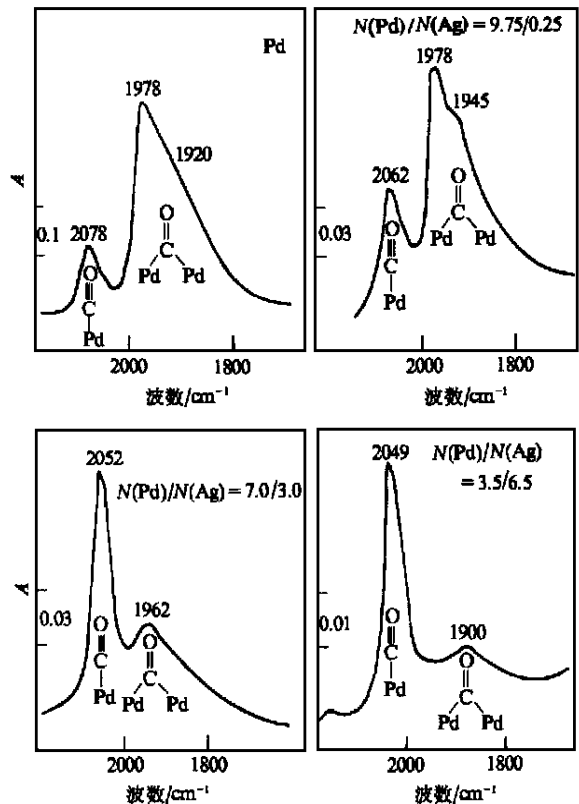 Pd
1978
1920
A
0.1
2078
O
C
Pd Pd
O
C
Pd
2000 1800
波数/cm⁻¹
N(Pd)/N(Ag) = 9.75/0.25
1978
1945
2062
0.03
O
C
Pd Pd
O
C
Pd
2000 1800
波数/cm⁻¹
2052
N(Pd)/N(Ag) = 7.0/3.0
A
0.03
1962
O
C
Pd
O
C
Pd Pd
2000 1800
波数/cm⁻¹
2049
N(Pd)/N(Ag)
= 3.5/6.5
0.01
1900
O
C
Pd
O
C
Pd Pd
2000 1800
波数/cm⁻¹